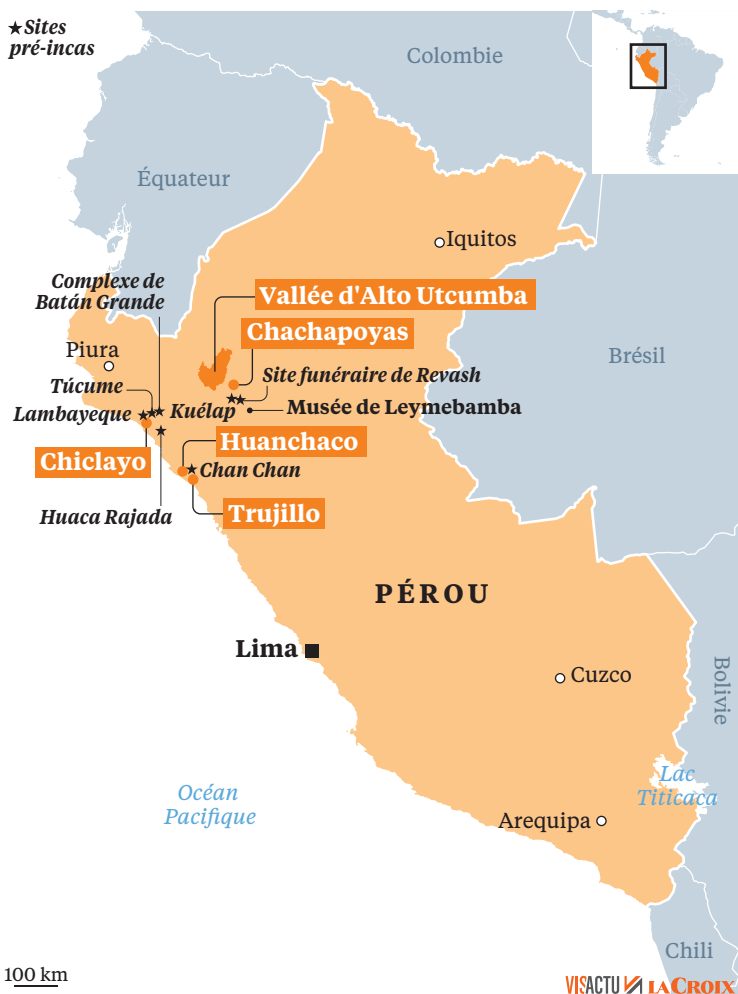 ★Sites
pré-incas
Colombie
Équateur
Iquitos
Complexe de
Batán Grande
Vallée d'Alto Utcumba
Chachapoyas
Piura
Brésil
Site funéraire de Revash
Túcume
Lambayeque
Kuélap
Musée de Leymebamba
Huanchaco
Chiclayo
Chan Chan
Huaca Rajada
Trujillo
PÉROU
Lima
Cuzco
Bolivie
Lac
Titicaca
Océan
Pacifique
Arequipa
Chili
100 km
VISACTU LA CROIX